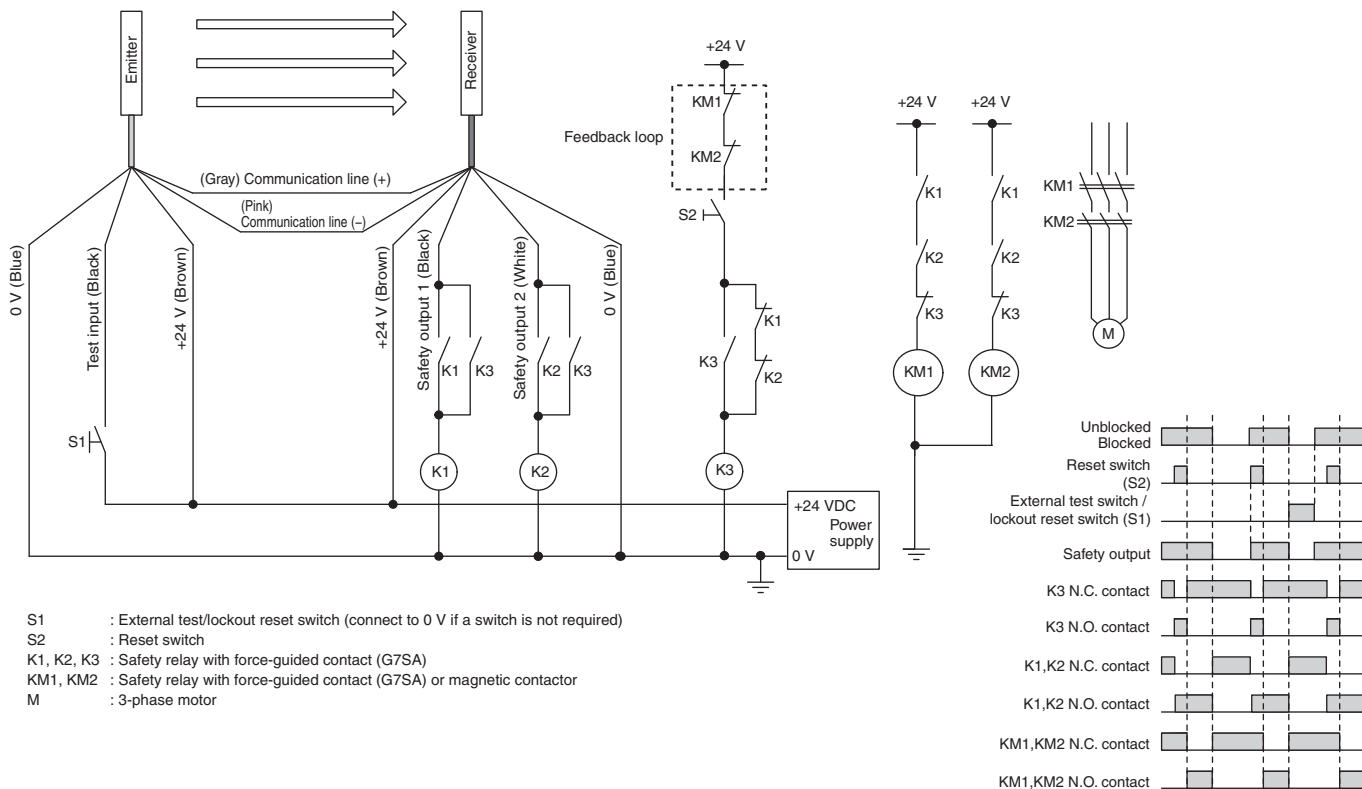 Emitter
Receiver
(Gray) Communication line (+)
(Pink)
Communication line (–)
0 V (Blue)
Test input (Black)
+24 V (Brown)
+24 V (Brown)
Safety output 1 (Black)
Safety output 2 (White)
0 V (Blue)
K1
K3
K2
K3
S1
K1
K2
K3
+24 VDC
Power
supply
0 V
+24 V
KM1
Feedback loop
KM2
S2
K1
K3
K2
+24 V
+24 V
K1
K1
K2
K2
K3
K3
KM1
KM2
KM1
KM2
M
Unblocked
Blocked
Reset switch
(S2)
External test switch /
lockout reset switch (S1)
Safety output
K3 N.C. contact
K3 N.O. contact
K1,K2 N.C. contact
K1,K2 N.O. contact
KM1,KM2 N.C. contact
KM1,KM2 N.O. contact
S1 : External test/lockout reset switch (connect to 0 V if a switch is not required)
S2 : Reset switch
K1, K2, K3 : Safety relay with force-guided contact (G7SA)
KM1, KM2 : Safety relay with force-guided contact (G7SA) or magnetic contactor
M : 3-phase motor